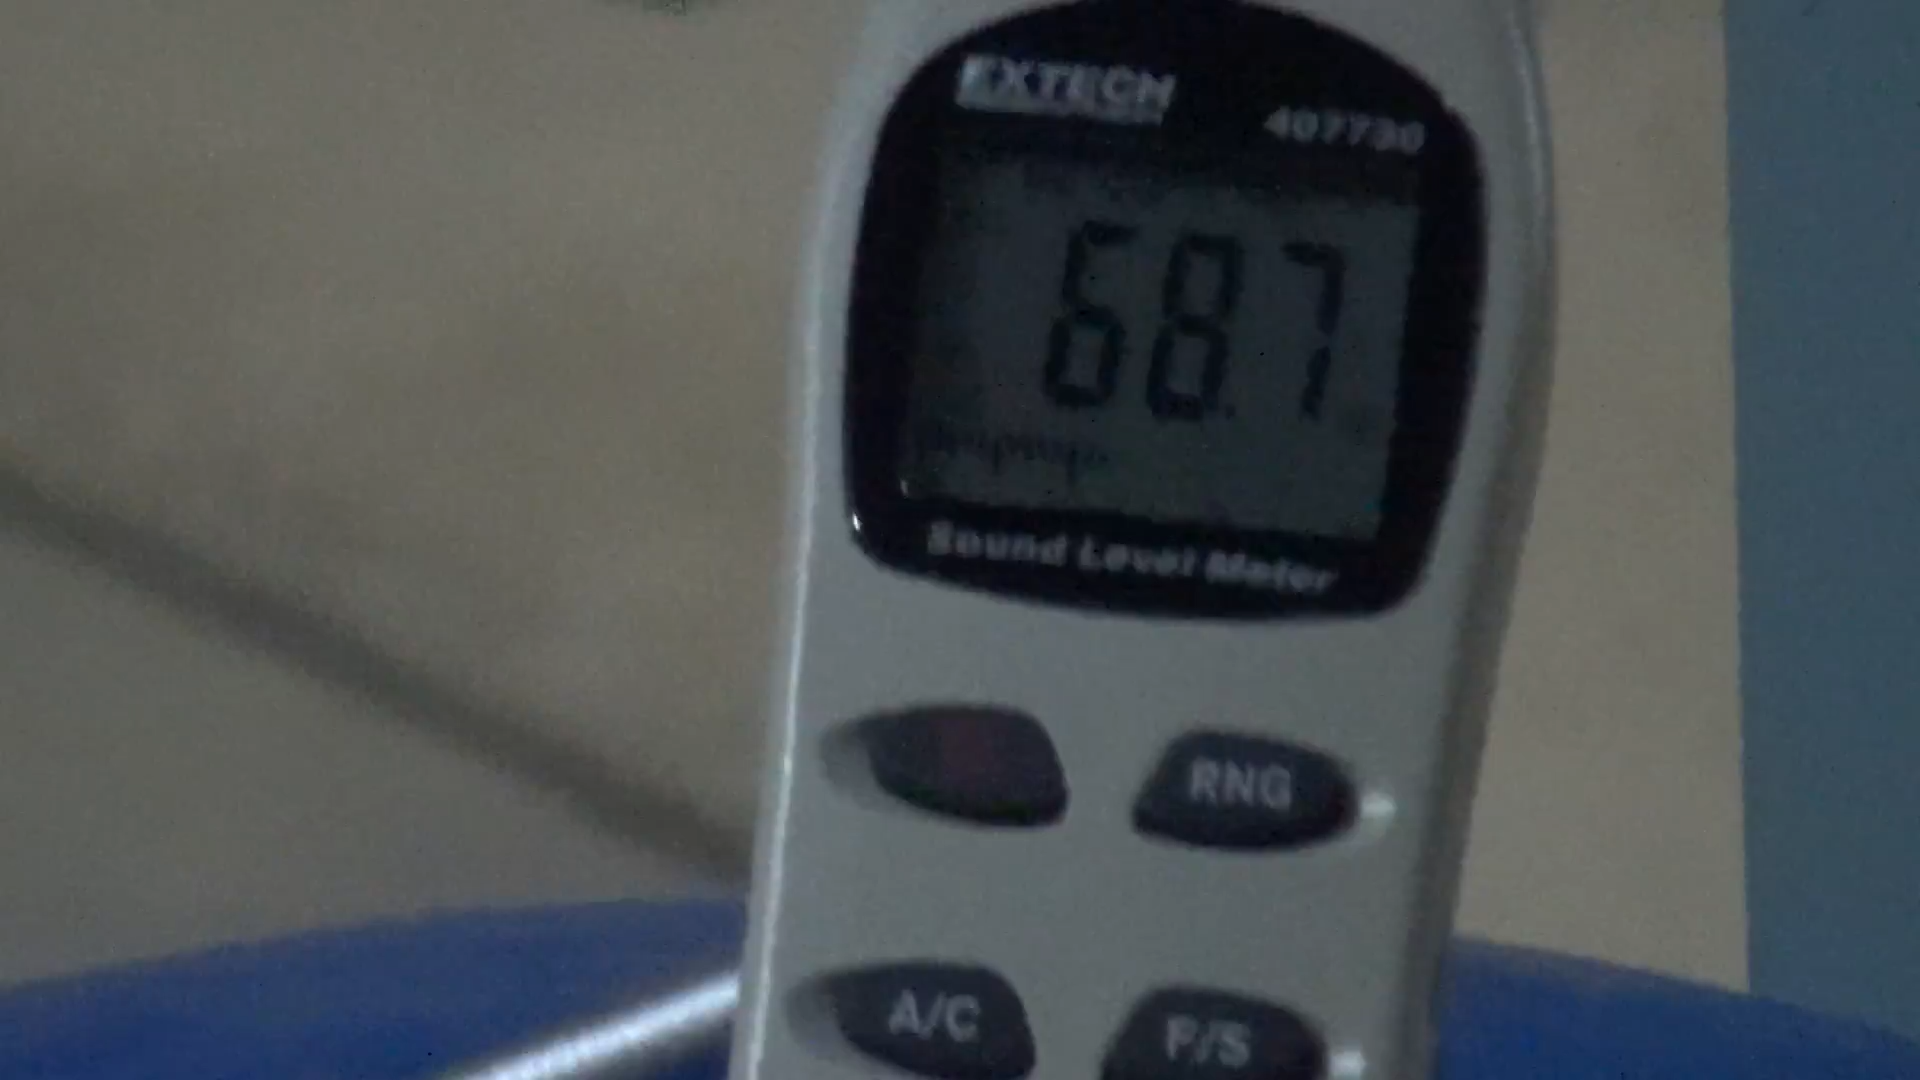 EXTECH
407730
68.7
Sound Level Meter
RNG
A/C
F/S